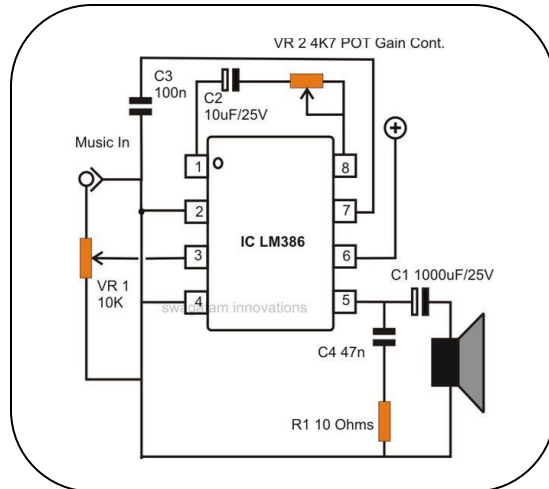 VR 2 4K7 POT Gain Cont.
C3
100n
C2
10uF/25V
Music In
1
8
2
7
IC LM386
3
6
VR 1
10K
4
5
C1 1000uF/25V
swagatam innovations
C4 47n
R1 10 Ohms